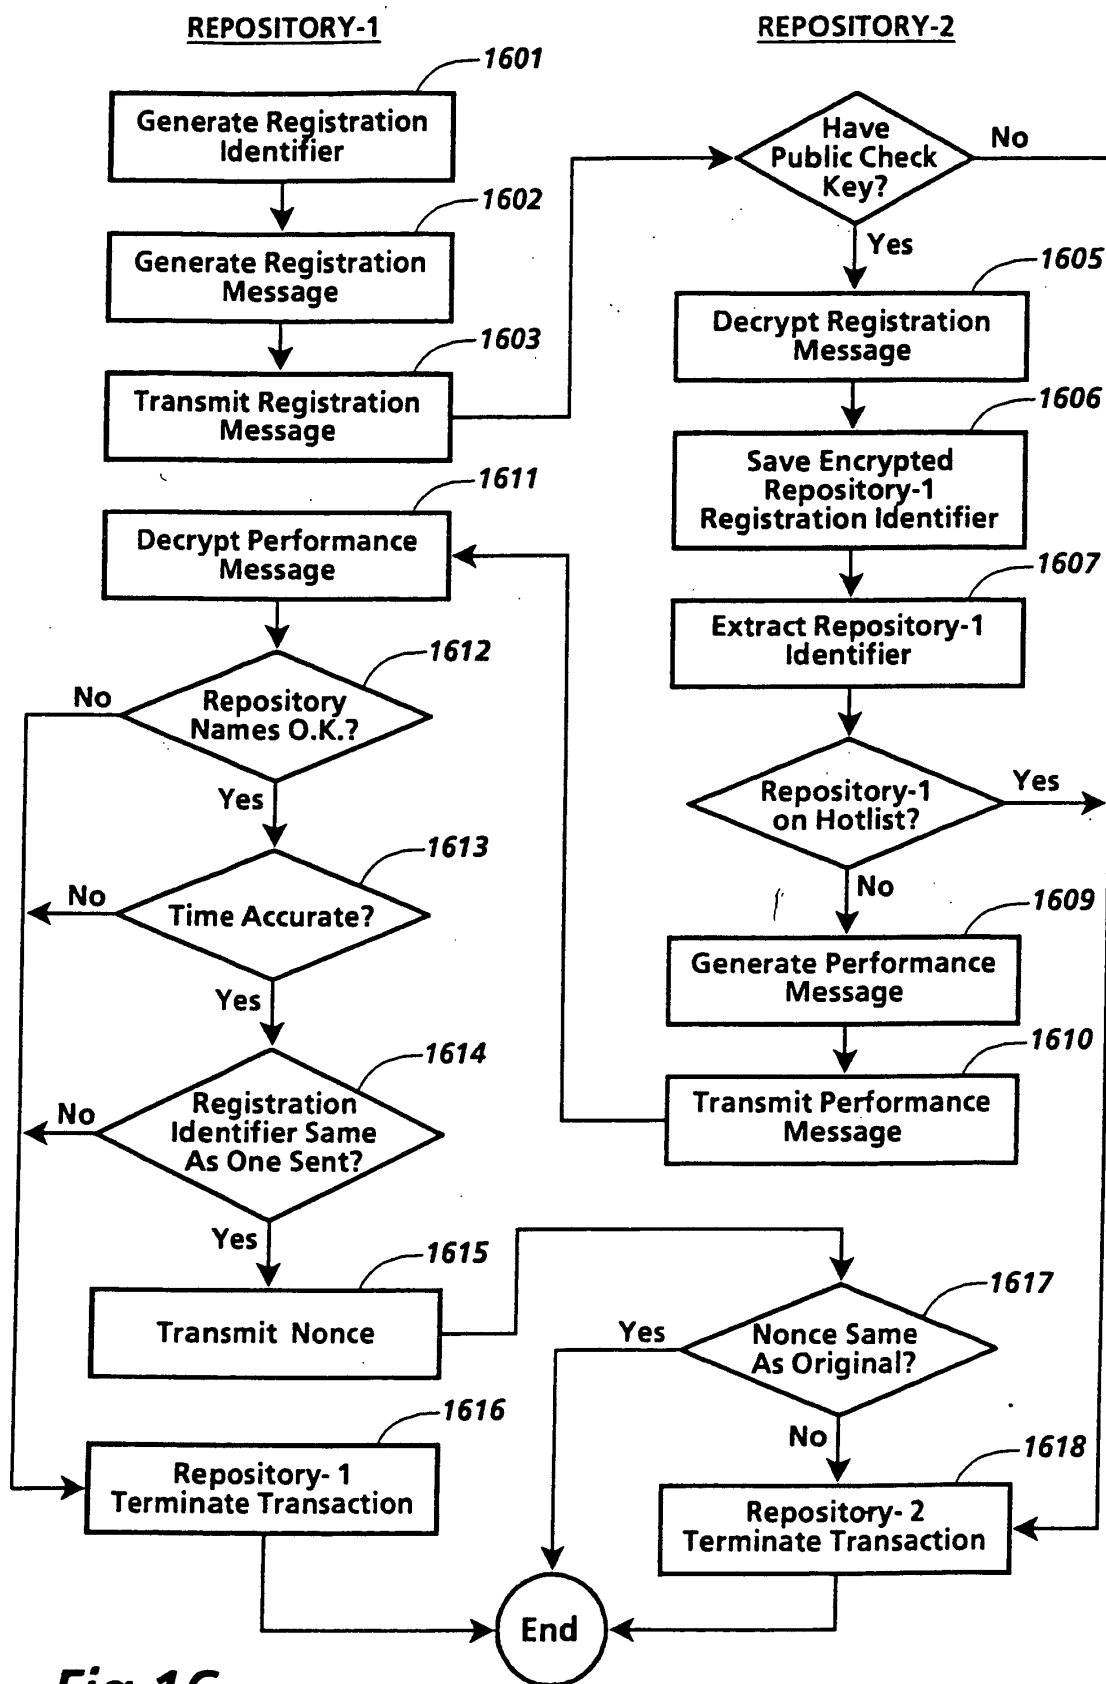 REPOSITORY-1
REPOSITORY-2
1601
Generate Registration
Identifier
1602
Generate Registration
Message
1603
Transmit Registration
Message
Have
Public Check
Key?
No
Yes
1605
Decrypt Registration
Message
1606
Save Encrypted
Repository-1
Registration Identifier
1607
Extract Repository-1
Identifier
Repository-1
on Hotlist?
Yes
No
1609
Generate Performance
Message
1610
Transmit Performance
Message
1611
Decrypt Performance
Message
1612
Repository
Names O.K.?
No
Yes
1613
Time Accurate?
No
Yes
1614
Registration
Identifier Same
As One Sent?
No
Yes
1615
Transmit Nonce
1617
Nonce Same
As Original?
Yes
No
1616
Repository- 1
Terminate Transaction
1618
Repository- 2
Terminate Transaction
End